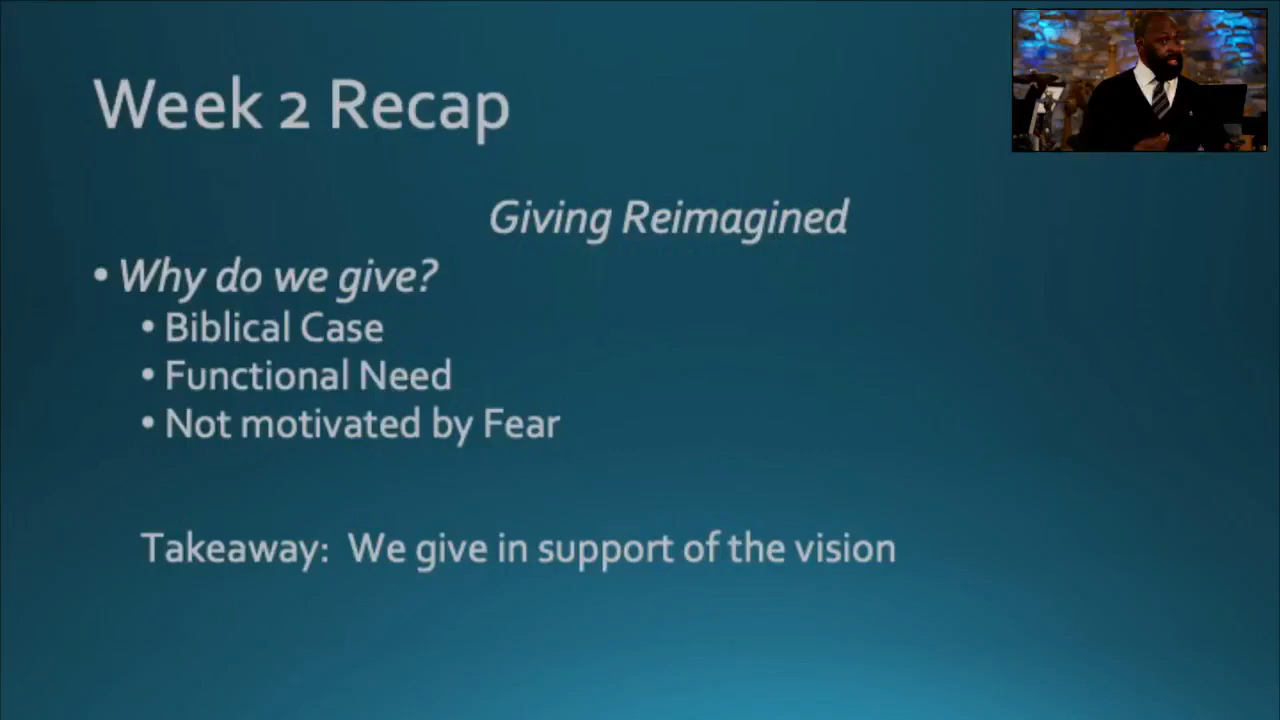 Week 2 Recap
Giving Reimagined
• Why do we give?
• Biblical Case
• Functional Need
• Not motivated by Fear
Takeaway: We give in support of the vision